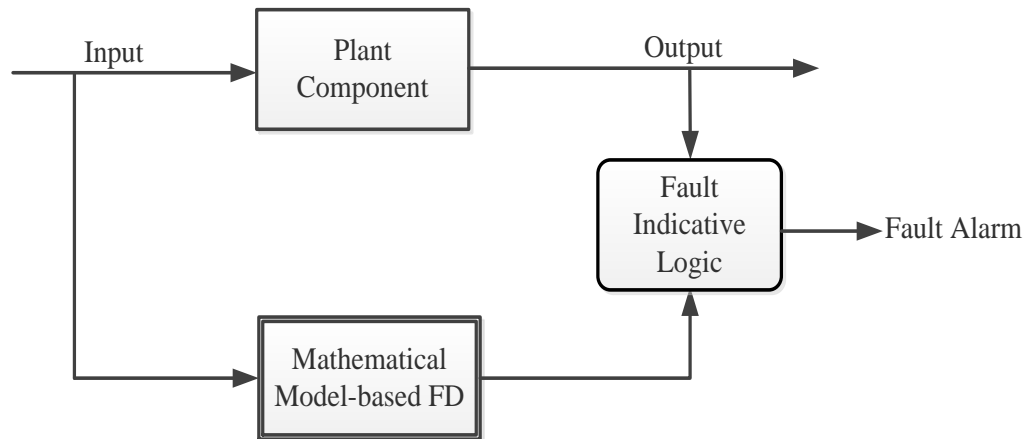 Input
Plant
Component
Output
Fault
Indicative
Logic
Fault Alarm
Mathematical
Model-based FD